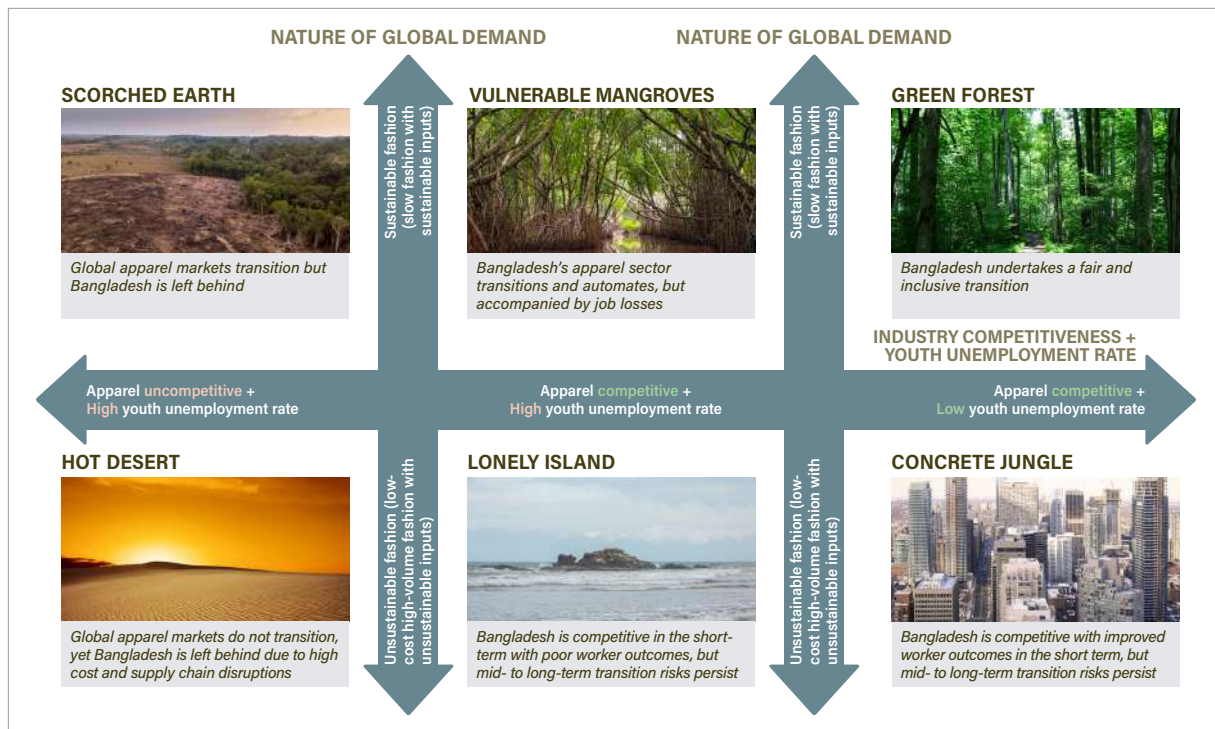 NATURE OF GLOBAL DEMAND
NATURE OF GLOBAL DEMAND
SCORCHED EARTH
Global apparel markets transition but
Bangladesh is left behind
Sustainable fashion
(slow fashion with
sustainable inputs)
VULNERABLE MANGROVES
Bangladesh's apparel sector
transitions and automates, but
accompanied by job losses
Sustainable fashion
(slow fashion with
sustainable inputs)
GREEN FOREST
Bangladesh undertakes a fair and
inclusive transition
INDUSTRY COMPETITIVENESS +
YOUTH UNEMPLOYMENT RATE
Apparel uncompetitive +
High youth unemployment rate
Apparel competitive +
High youth unemployment rate
Apparel competitive +
Low youth unemployment rate
HOT DESERT
Global apparel markets do not transition,
yet Bangladesh is left behind due to high
cost and supply chain disruptions
Unsustainable fashion (low-
cost high-volume fashion with
unsustainable inputs)
LONELY ISLAND
Bangladesh is competitive in the short-
term with poor worker outcomes, but
mid- to long-term transition risks persist
Unsustainable fashion (low-
cost high-volume fashion with
unsustainable inputs)
CONCRETE JUNGLE
Bangladesh is competitive with improved
worker outcomes in the short term, but
mid- to long-term transition risks persist